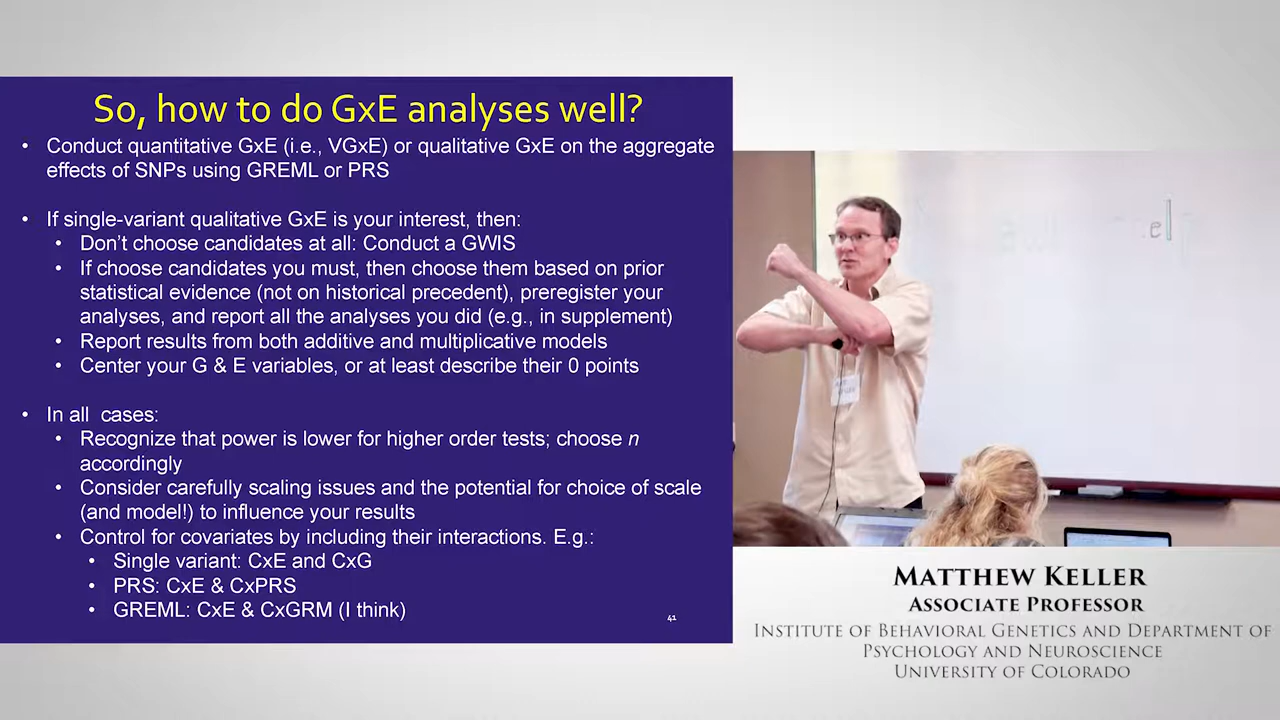 So, how to do GxE analyses well?
• Conduct quantitative GxE (i.e., VGxE) or qualitative GxE on the aggregate
effects of SNPs using GREML or PRS
• If single-variant qualitative GxE is your interest, then:
• Don't choose candidates at all: Conduct a GWIS
• If choose candidates you must, then choose them based on prior
statistical evidence (not on historical precedent), preregister your
analyses, and report all the analyses you did (e.g., in supplement)
• Report results from both additive and multiplicative models
• Center your G & E variables, or at least describe their 0 points
• In all  cases:
• Recognize that power is lower for higher order tests; choose n
accordingly
• Consider carefully scaling issues and the potential for choice of scale
(and model!) to influence your results
• Control for covariates by including their interactions. E.g.:
• Single variant: CxE and CxG
• PRS: CxE & CxPRS
• GREML: CxE & CxGRM (I think)
41
MATTHEW KELLER
ASSOCIATE PROFESSOR
INSTITUTE OF BEHAVIORAL GENETICS AND DEPARTMENT OF
PSYCHOLOGY AND NEUROSCIENCE
UNIVERSITY OF COLORADO